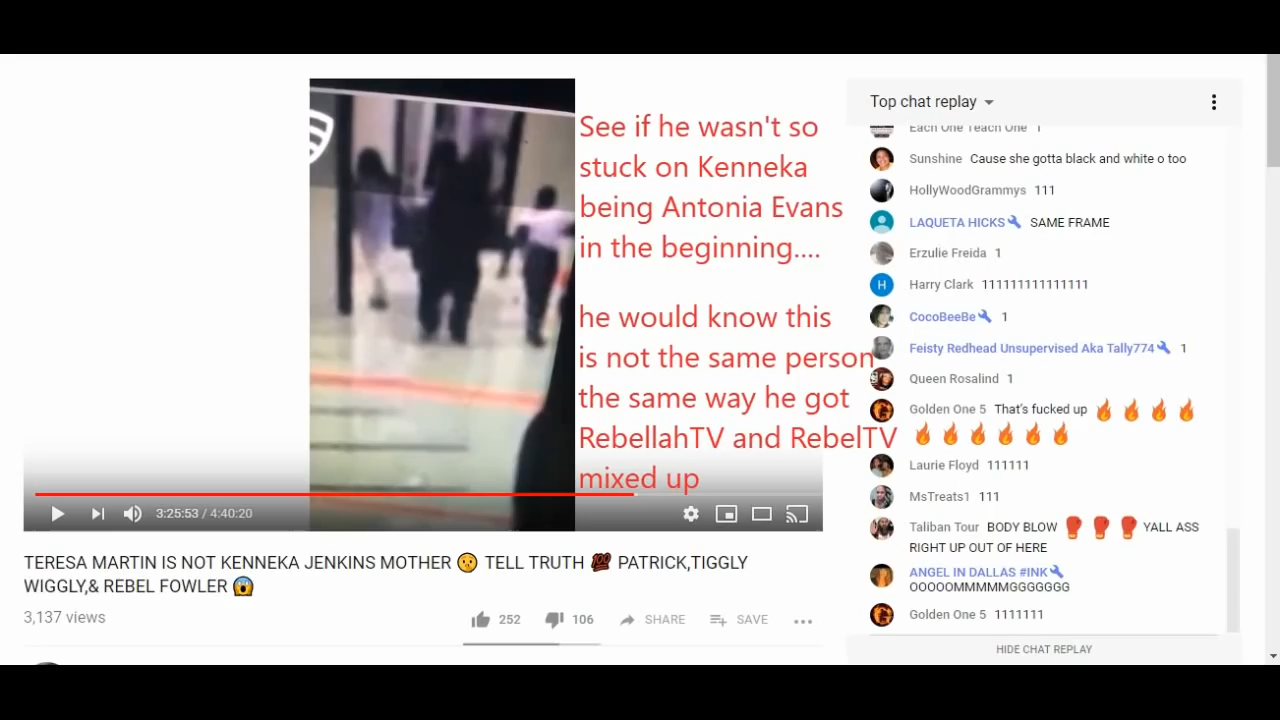 See if he wasn't so
stuck on Kenneka
being Antonia Evans
in the beginning....
he would know this
is not the same person
the same way he got
RebellahTV and RebelTV
mixed up
3:25:53 / 4:40:20
TERESA MARTIN IS NOT KENNEKA JENKINS MOTHER 🤫 TELL TRUTH 💯 PATRICK,TIGGLY
WIGGLY,& REBEL FOWLER 😱
3,137 views
252
106
SHARE
SAVE
Top chat replay
Each One Teach One 1
Sunshine Cause she gotta black and white o too
HollyWoodGrammys 111
LAQUETA HICKS SAME FRAME
Erzulie Freida 1
H Harry Clark 1111111111111
CocoBeeBe 1
Feisty Redhead Unsupervised Aka Tally774 1
Queen Rosalind 1
Golden One 5 That's fucked up 🔥 🔥 🔥 🔥
🔥 🔥 🔥 🔥 🔥 🔥
Laurie Floyd 111111
MsTreats1 111
Taliban Tour BODY BLOW 🥊 🥊 🥊 YALL ASS
RIGHT UP OUT OF HERE
ANGEL IN DALLAS #INK
OOOOOMMMMMGGGGGGG
Golden One 5 1111111
HIDE CHAT REPLAY